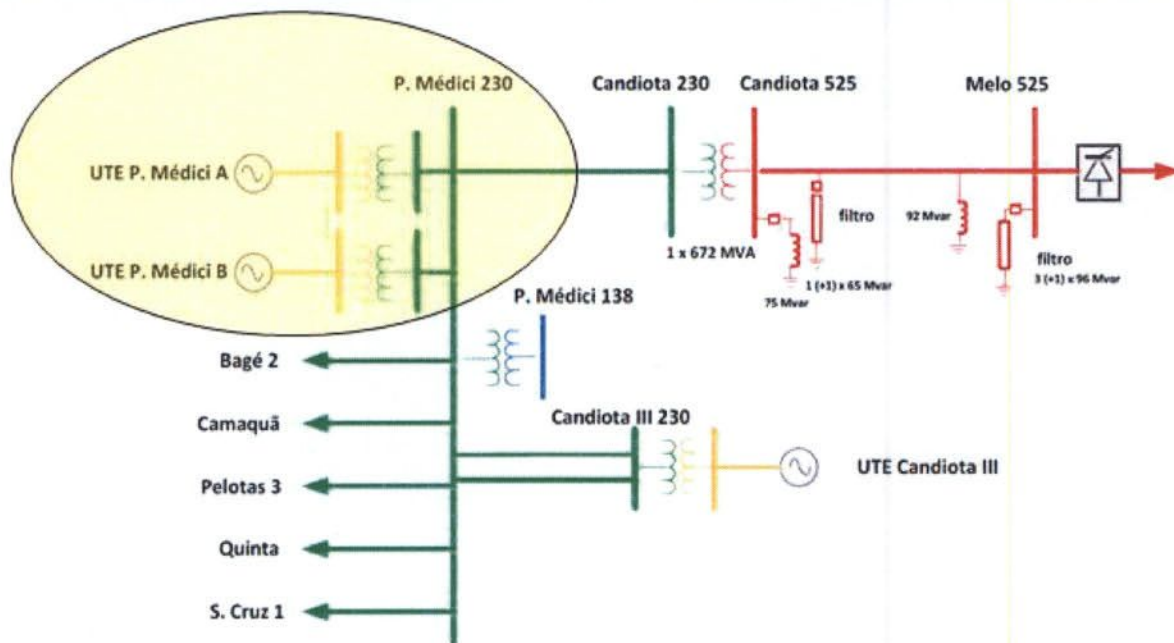 P. Médici 230
Candiota 230
Candiota 525
Melo 525
UTE P. Médici A
UTE P. Médici B
1 x 672 MVA
filtro
1 (+1) x 65 Mvar
75 Mvar
92 Mvar
filtro
3 (+1) x 96 Mvar
P. Médici 138
Bagé 2
Camaquã
Candiota III 230
UTE Candiota III
Pelotas 3
Quinta
S. Cruz 1